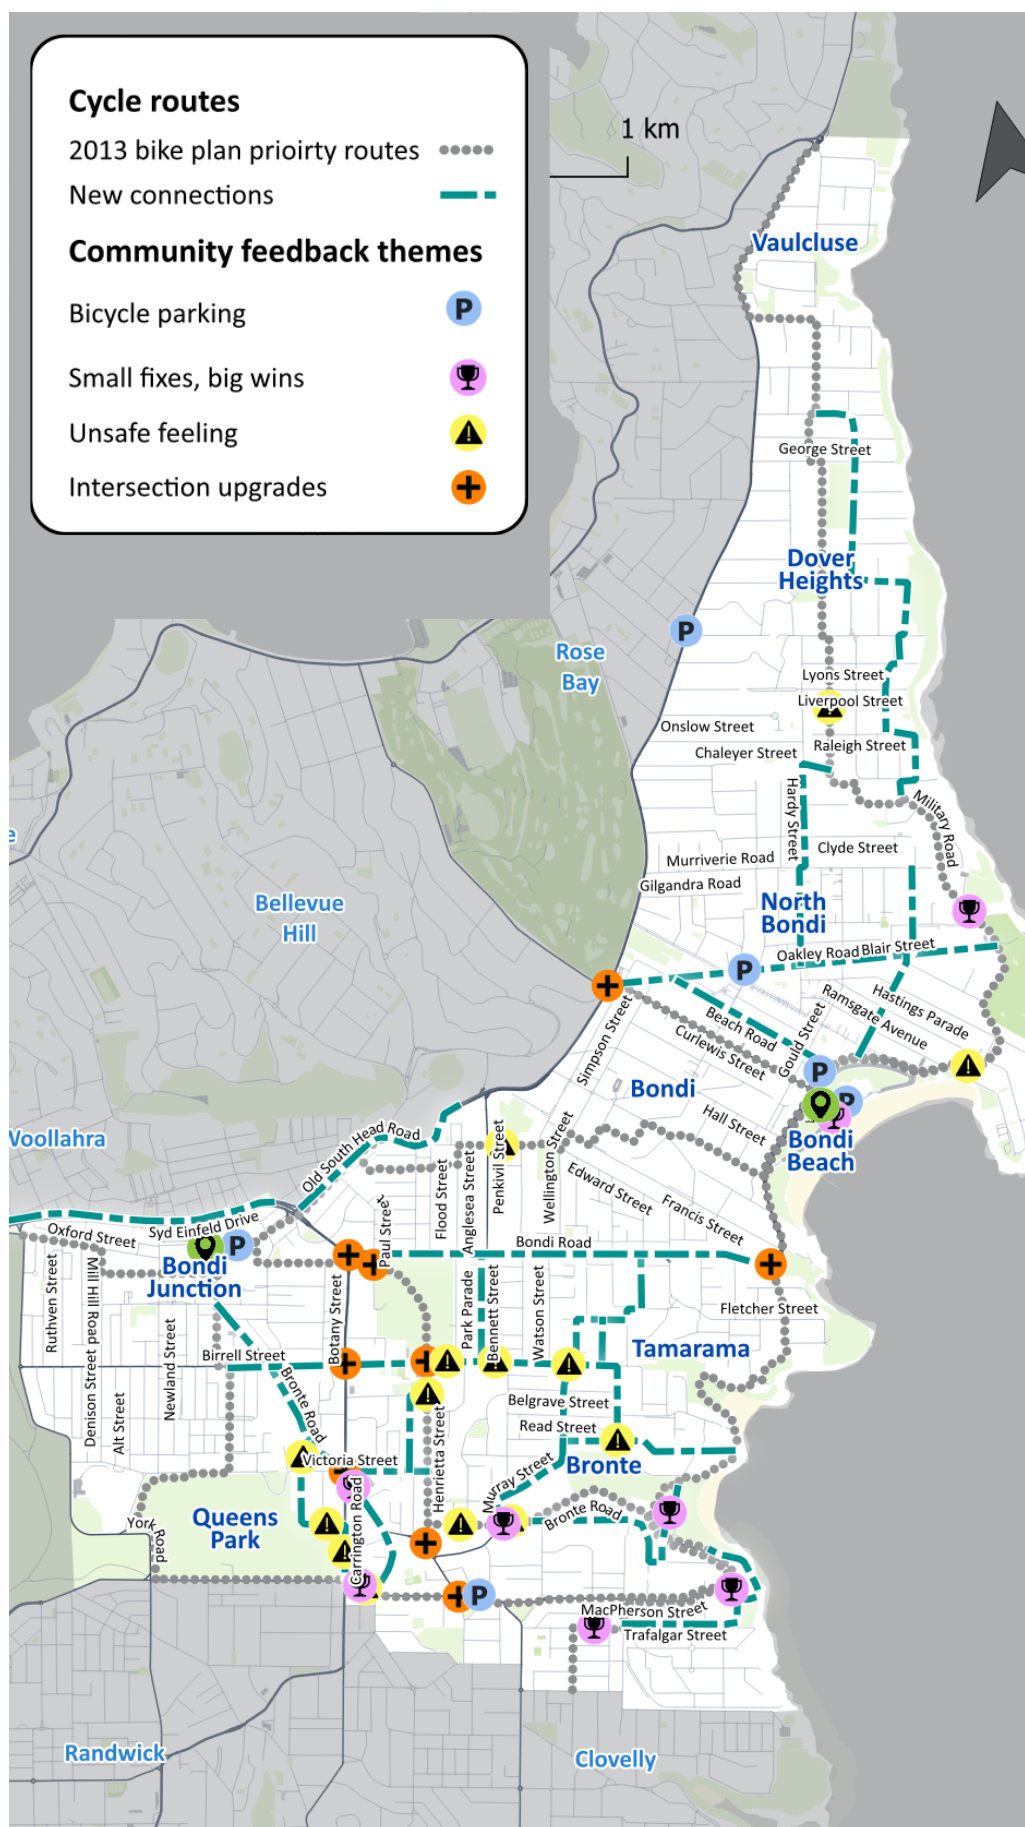 Cycle routes
2013 bike plan prioirty routes
New connections
Community feedback themes
Bicycle parking
P
Small fixes, big wins
Unsafe feeling
Intersection upgrades
1 km
Vaulcluse
George Street
Dover
Heights
P
Rose
Bay
Lyons Street
Liverpool Street
Onslow Street
Raleigh Street
Chaleyer Street
Hardy Street
Military Road
e
Clyde Street
Murriverie Road
Gilgandra Road
Bellevue
Hill
North
Bondi
Oakley Road
Blair Street
P
Hastings Parade
Ramsgate Avenue
Simpson Street
Beach Road
Gould Street
Curlewis Street
P
Bondi
P
Hall Street
Bondi
Beach
Woollahra
Old South Head Road
Penkivil Street
Wellington Street
Anglesea Street
Flood Street
Edward Street
Francis Street
Paul Street
Syd Einfeld Drive
Oxford Street
P
Bondi Road
Bondi
Junction
Ruthven Street
Mill Hill Road
Denison Street
Alt Street
Newland Street
Botany Street
Park Parade
Bennett Street
Watson Street
Fletcher Street
Tamarama
Birrell Street
Bronte Road
Belgrave Street
Read Street
Henrietta Street
Victoria Street
Murray Street
Bronte
Queens
Park
York Road
Carrington Road
Bronte Road
P
MacPherson Street
Trafalgar Street
Randwick
Clovelly